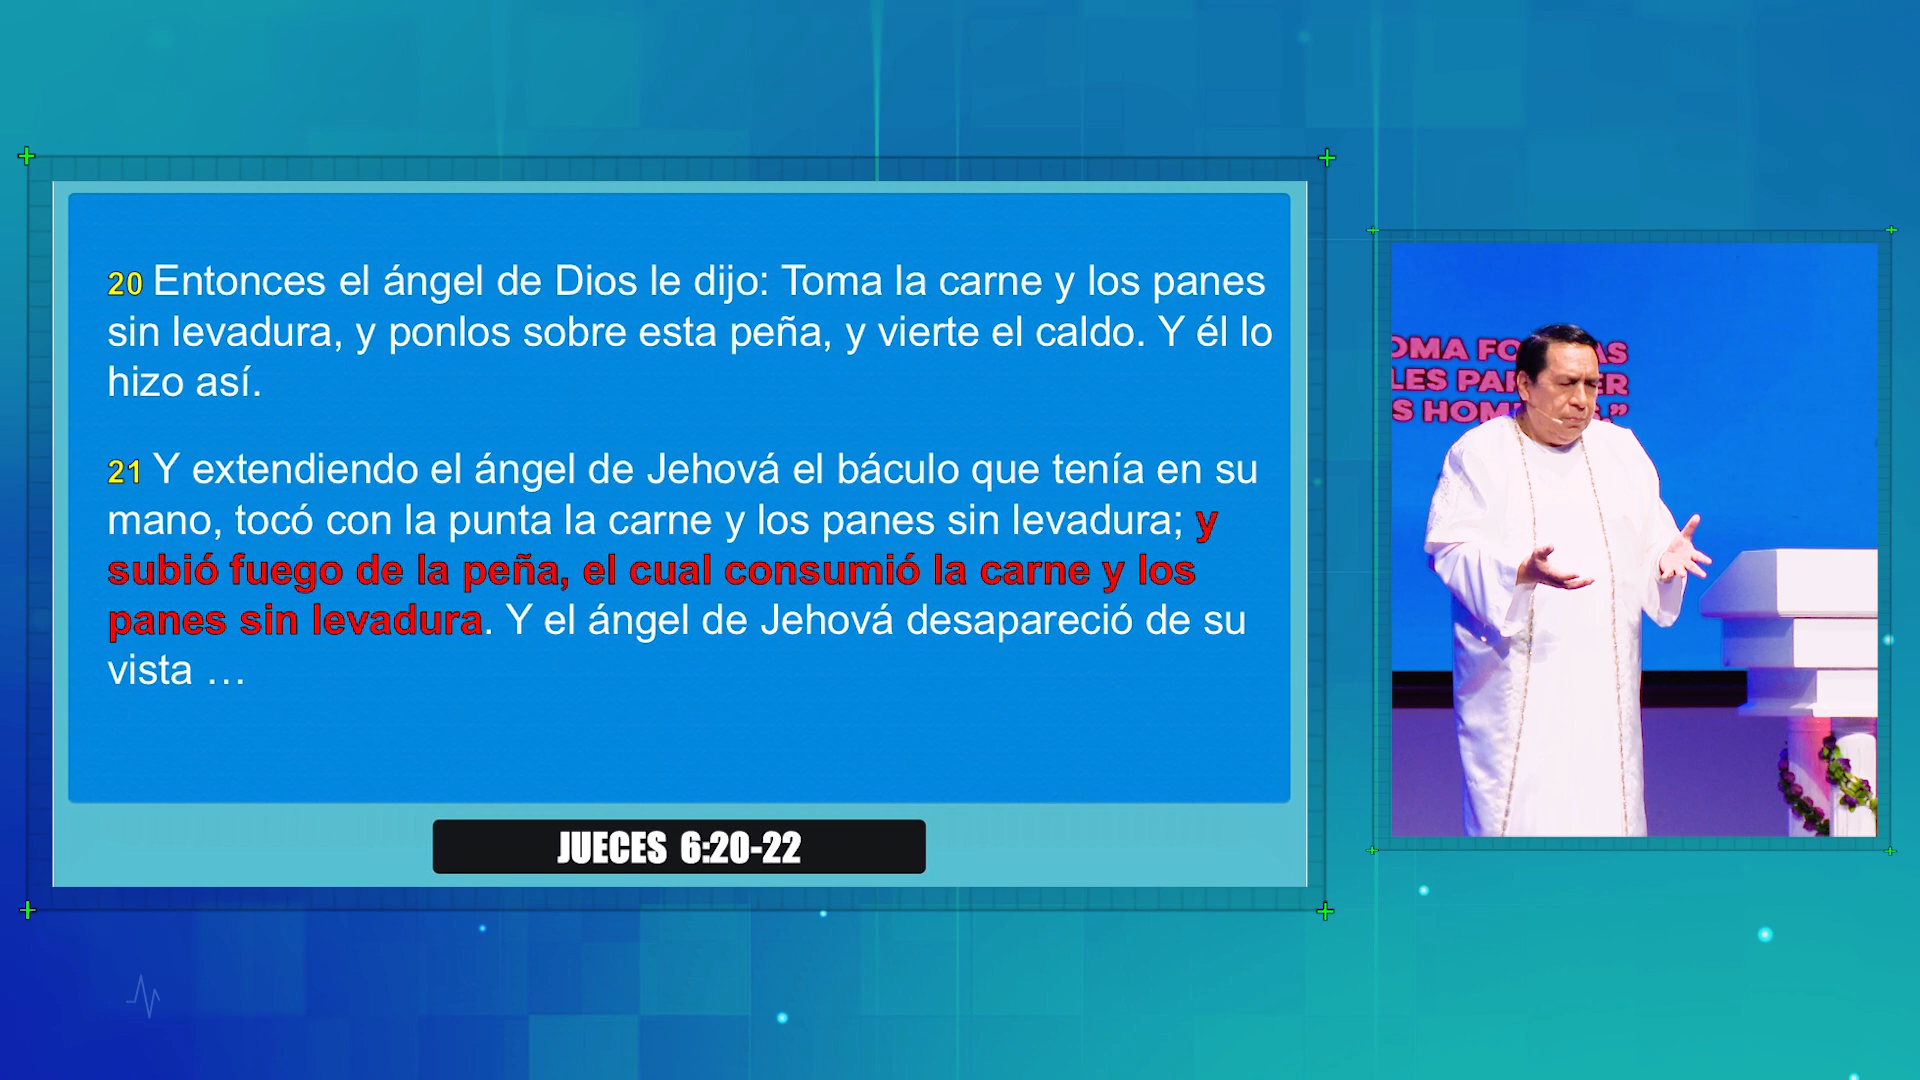 20 Entonces el ángel de Dios le dijo: Toma la carne y los panes
sin levadura, y ponlos sobre esta peña, y vierte el caldo. Y él lo
hizo así.
21 Y extendiendo el ángel de Jehová el báculo que tenía en su
mano, tocó con la punta la carne y los panes sin levadura; y
subió fuego de la peña, el cual consumió la carne y los
panes sin levadura. Y el ángel de Jehová desapareció de su
vista …
JUECES 6:20-22